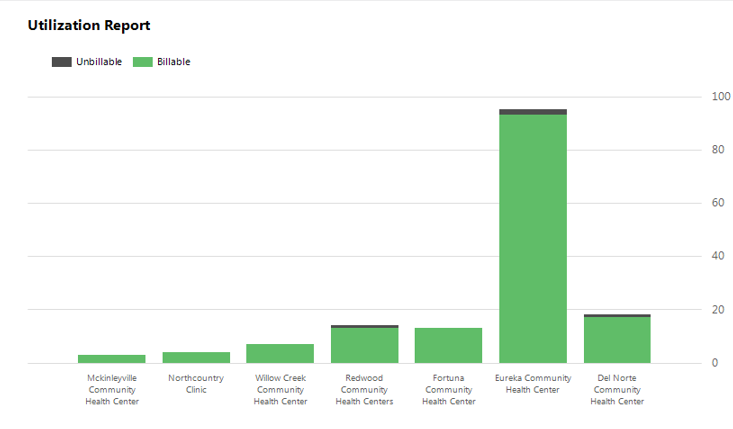 Utilization Report
Unbillable
Billable
100
80
60
40
20
0
Mckinleyville
Community
Health Center
Northcountry
Clinic
Willow Creek
Community
Health Center
Redwood
Community
Health Centers
Fortuna
Community
Health Center
Eureka Community
Health Center
Del Norte
Community
Health Center